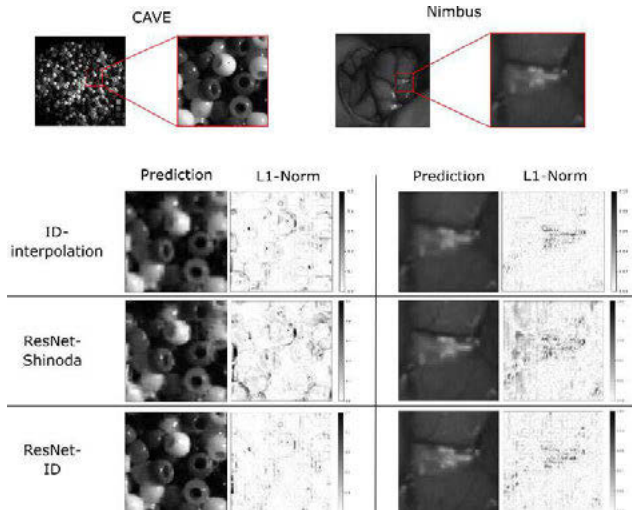 CAVE
Nimbus
Prediction
L1-Norm
Prediction
L1-Norm
ID-
interpolation
ResNet-
Shinoda
ResNet-
ID